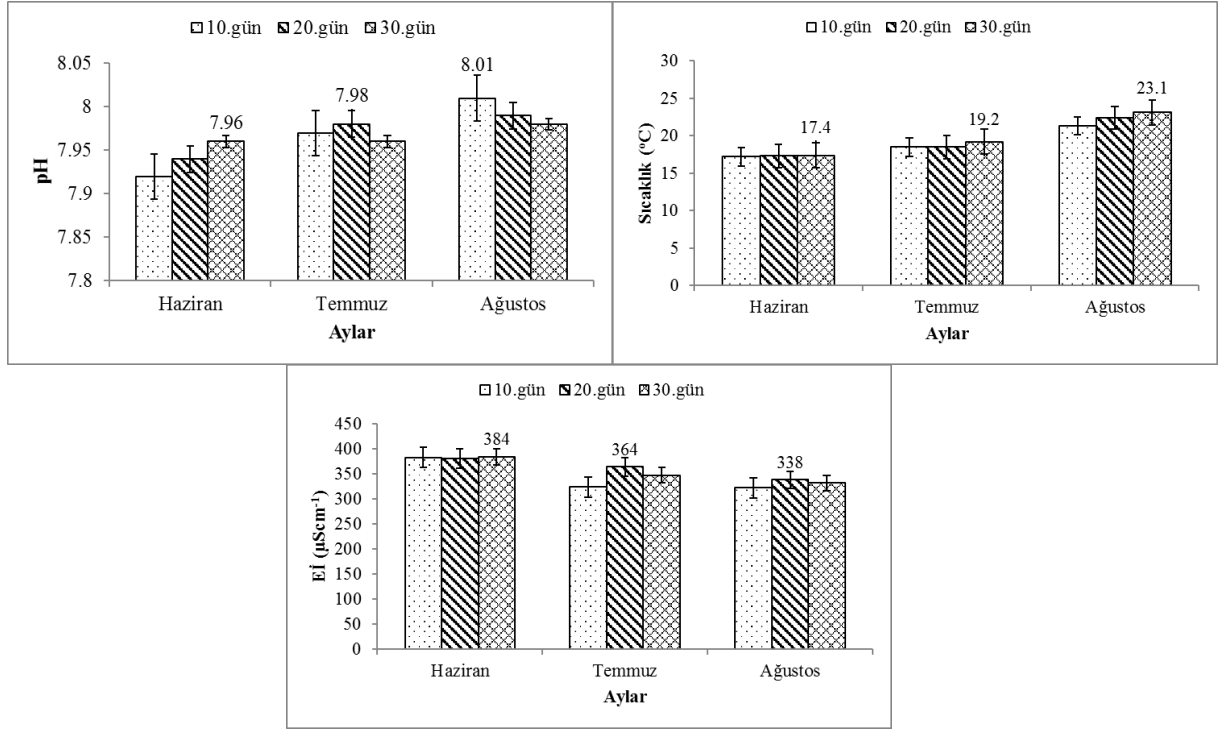 10.gün 20.gün 30.gün
8.05
8
7.95
7.9
7.85
7.8
pH
7.96
7.98
8.01
Haziran Temmuz Ağustos
Aylar
10.gün 20.gün 30.gün
30
25
20
15
10
5
0
Sıcaklık (ºC)
17.4
19.2
23.1
Haziran Temmuz Ağustos
Aylar
10.gün 20.gün 30.gün
450
400
350
300
250
200
150
100
50
0
Eİ (µScm⁻¹)
384
364
338
Haziran Temmuz Ağustos
Aylar